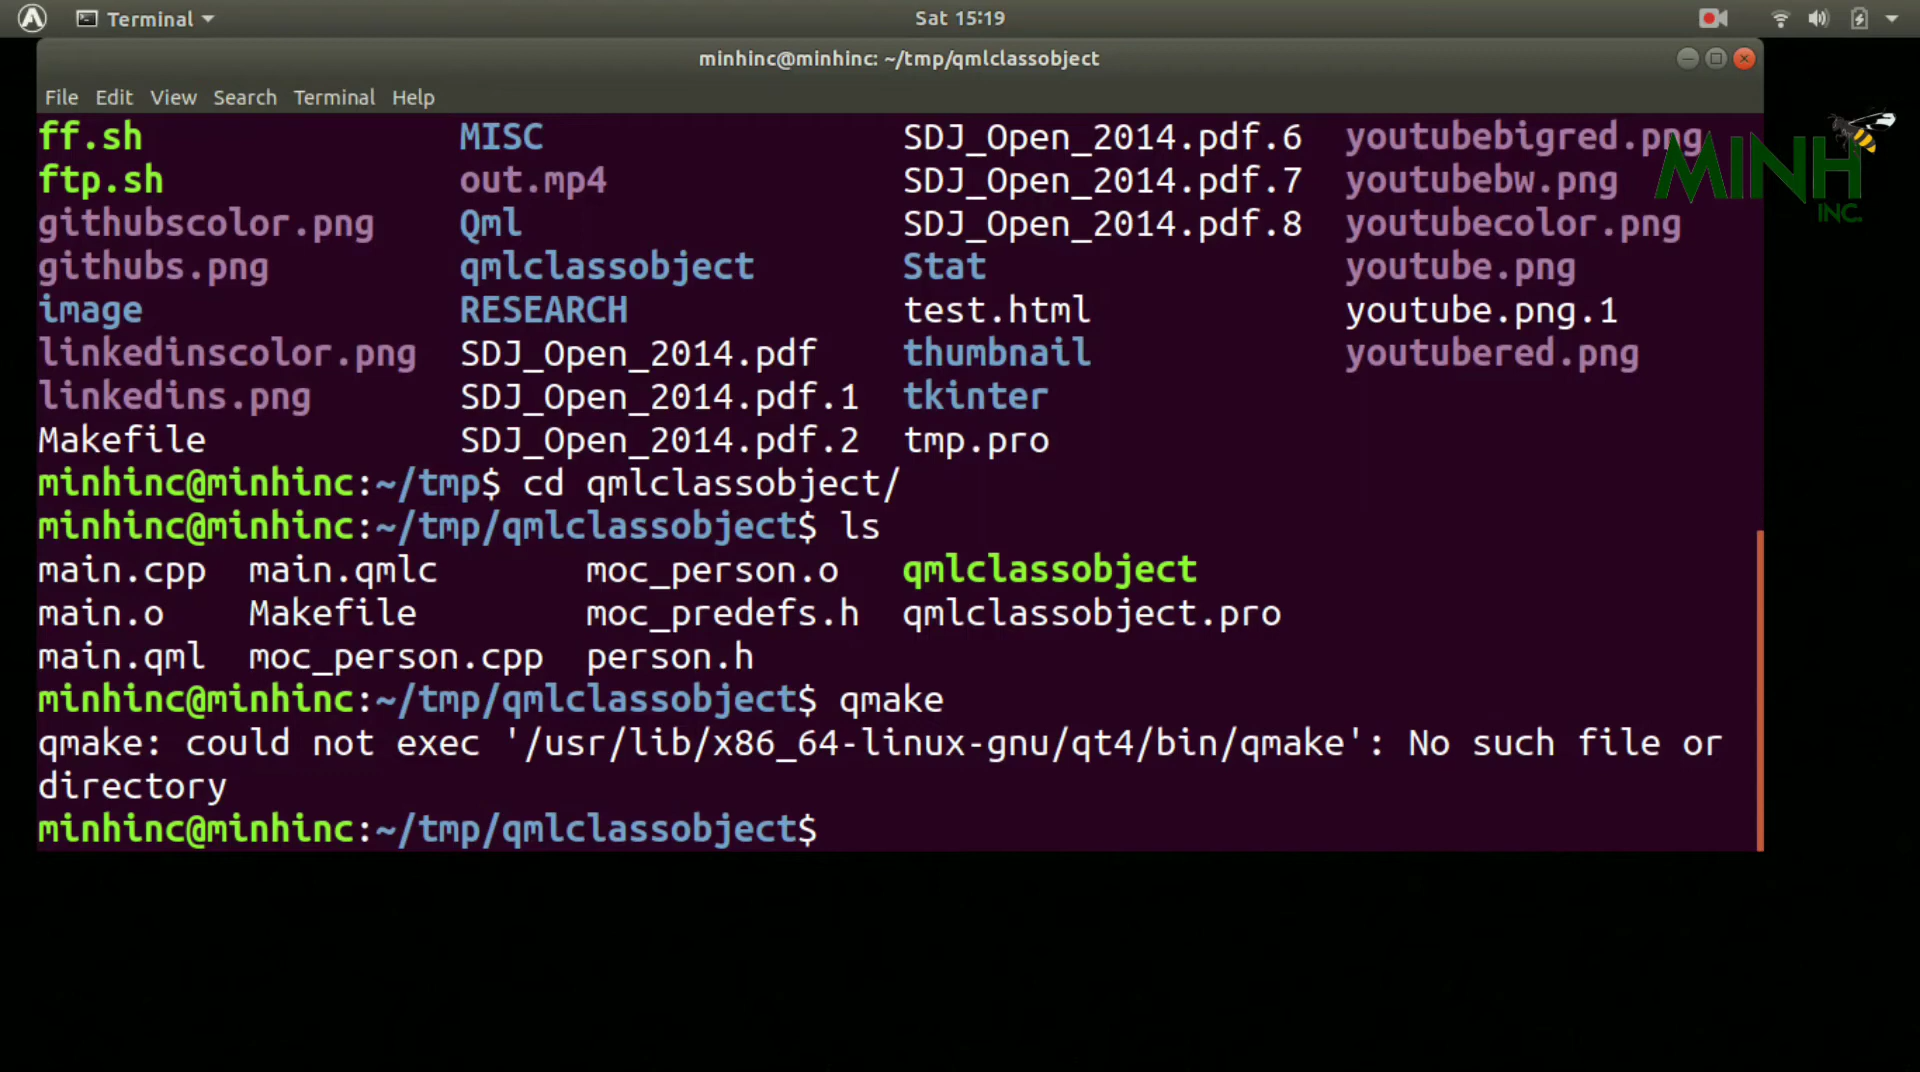 Terminal
Sat 15:19
minhinc@minhinc: ~/tmp/qmlclassobject
File Edit View Search Terminal Help
ff.sh MISC SDJ_Open_2014.pdf.6 youtubebigred.png
ftp.sh out.mp4 SDJ_Open_2014.pdf.7 youtubebw.png
githubscolor.png Qml SDJ_Open_2014.pdf.8 youtubecolor.png
githubs.png qmlclassobject Stat youtube.png
image RESEARCH test.html youtube.png.1
linkedinscolor.png SDJ_Open_2014.pdf thumbnail youtubered.png
linkedins.png SDJ_Open_2014.pdf.1 tkinter
Makefile SDJ_Open_2014.pdf.2 tmp.pro
minhinc@minhinc:~/tmp$ cd qmlclassobject/
minhinc@minhinc:~/tmp/qmlclassobject$ ls
main.cpp main.qmlc moc_person.o qmlclassobject
main.o Makefile moc_predefs.h qmlclassobject.pro
main.qml moc_person.cpp person.h
minhinc@minhinc:~/tmp/qmlclassobject$ qmake
qmake: could not exec '/usr/lib/x86_64-linux-gnu/qt4/bin/qmake': No such file or
directory
minhinc@minhinc:~/tmp/qmlclassobject$
MINH
INC.